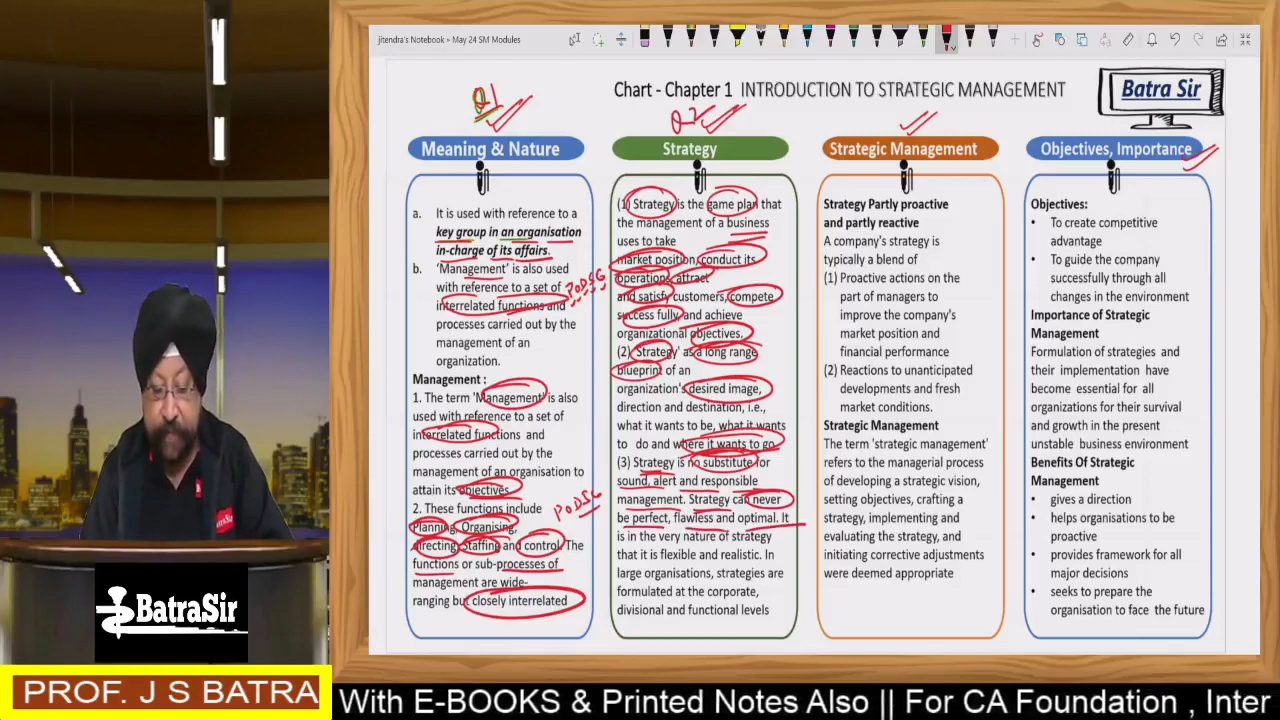 jitendra's Notebook » May 24 SM Modules
Chart - Chapter 1 INTRODUCTION TO STRATEGIC MANAGEMENT
Batra Sir
Q1
Q2
Meaning & Nature
a. It is used with reference to a
key group in an organisation
in-charge of its affairs.
b. 'Management' is also used
with reference to a set of
PODSC
interrelated functions and
processes carried out by the
management of an
organization.
Management :
1. The term 'Management' is also
used with reference to a set of
interrelated functions and
processes carried out by the
management of an organisation to
attain its objectives
PODSC
2. These functions include
Planning, Organising,
directing, Staffing and control. The
functions or sub-processes of
management are wide-
ranging but closely interrelated
Strategy
(1) Strategy is the game plan that
the management of a business
uses to take
market position, conduct its
operations, attract
and satisfy customers, compete
success fully, and achieve
organizational objectives.
(2) Strategy' as a long range
blueprint of an
organization's desired image,
direction and destination, i.e.,
what it wants to be, what it wants
to do and where it wants to go
(3) Strategy is no substitute for
sound, alert and responsible
management. Strategy can never
be perfect, flawless and optimal. It
is in the very nature of strategy
that it is flexible and realistic. In
large organisations, strategies are
formulated at the corporate,
divisional and functional levels
Strategic Management
Strategy Partly proactive
and partly reactive
A company's strategy is
typically a blend of
(1) Proactive actions on the
part of managers to
improve the company's
market position and
financial performance
(2) Reactions to unanticipated
developments and fresh
market conditions.
Strategic Management
The term 'strategic management'
refers to the managerial process
of developing a strategic vision,
setting objectives, crafting a
strategy, implementing and
evaluating the strategy, and
initiating corrective adjustments
were deemed appropriate
Objectives, Importance
Objectives:
• To create competitive
advantage
• To guide the company
successfully through all
changes in the environment
Importance of Strategic
Management
Formulation of strategies and
their implementation have
become essential for all
organizations for their survival
and growth in the present
unstable business environment
Benefits Of Strategic
Management
• gives a direction
• helps organisations to be
proactive
• provides framework for all
major decisions
• seeks to prepare the
organisation to face the future
BatraSir
PROF. J S BATRA
With E-BOOKS & Printed Notes Also || For CA Foundation , Inter